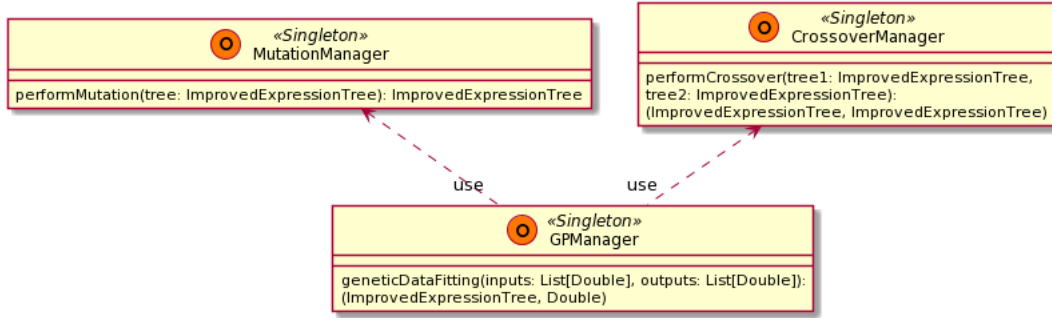 «Singleton»
O
MutationManager
performMutation(tree: ImprovedExpressionTree): ImprovedExpressionTree
«Singleton»
O
CrossoverManager
performCrossover(tree1: ImprovedExpressionTree,
tree2: ImprovedExpressionTree):
(ImprovedExpressionTree, ImprovedExpressionTree)
use
use
«Singleton»
O
GPManager
geneticDataFitting(inputs: List[Double], outputs: List[Double]):
(ImprovedExpressionTree, Double)